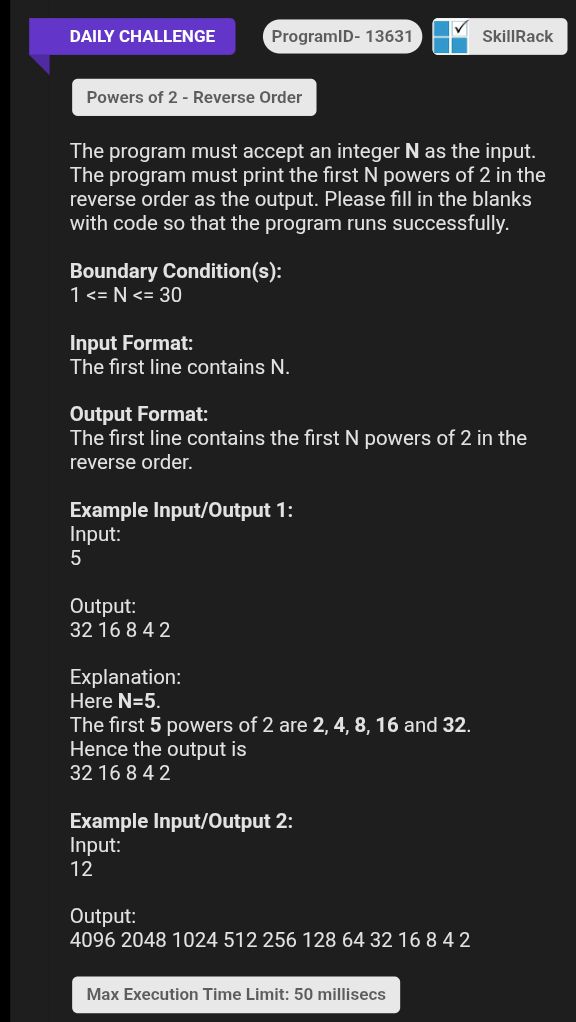 DAILY CHALLENGE
ProgramID- 13631
SkillRack
Powers of 2 - Reverse Order
The program must accept an integer N as the input.
The program must print the first N powers of 2 in the
reverse order as the output. Please fill in the blanks
with code so that the program runs successfully.
Boundary Condition(s):
1 <= N <= 30
Input Format:
The first line contains N.
Output Format:
The first line contains the first N powers of 2 in the
reverse order.
Example Input/Output 1:
Input:
5
Output:
32 16 8 4 2
Explanation:
Here N=5.
The first 5 powers of 2 are 2, 4, 8, 16 and 32.
Hence the output is
32 16 8 4 2
Example Input/Output 2:
Input:
12
Output:
4096 2048 1024 512 256 128 64 32 16 8 4 2
Max Execution Time Limit: 50 millisecs